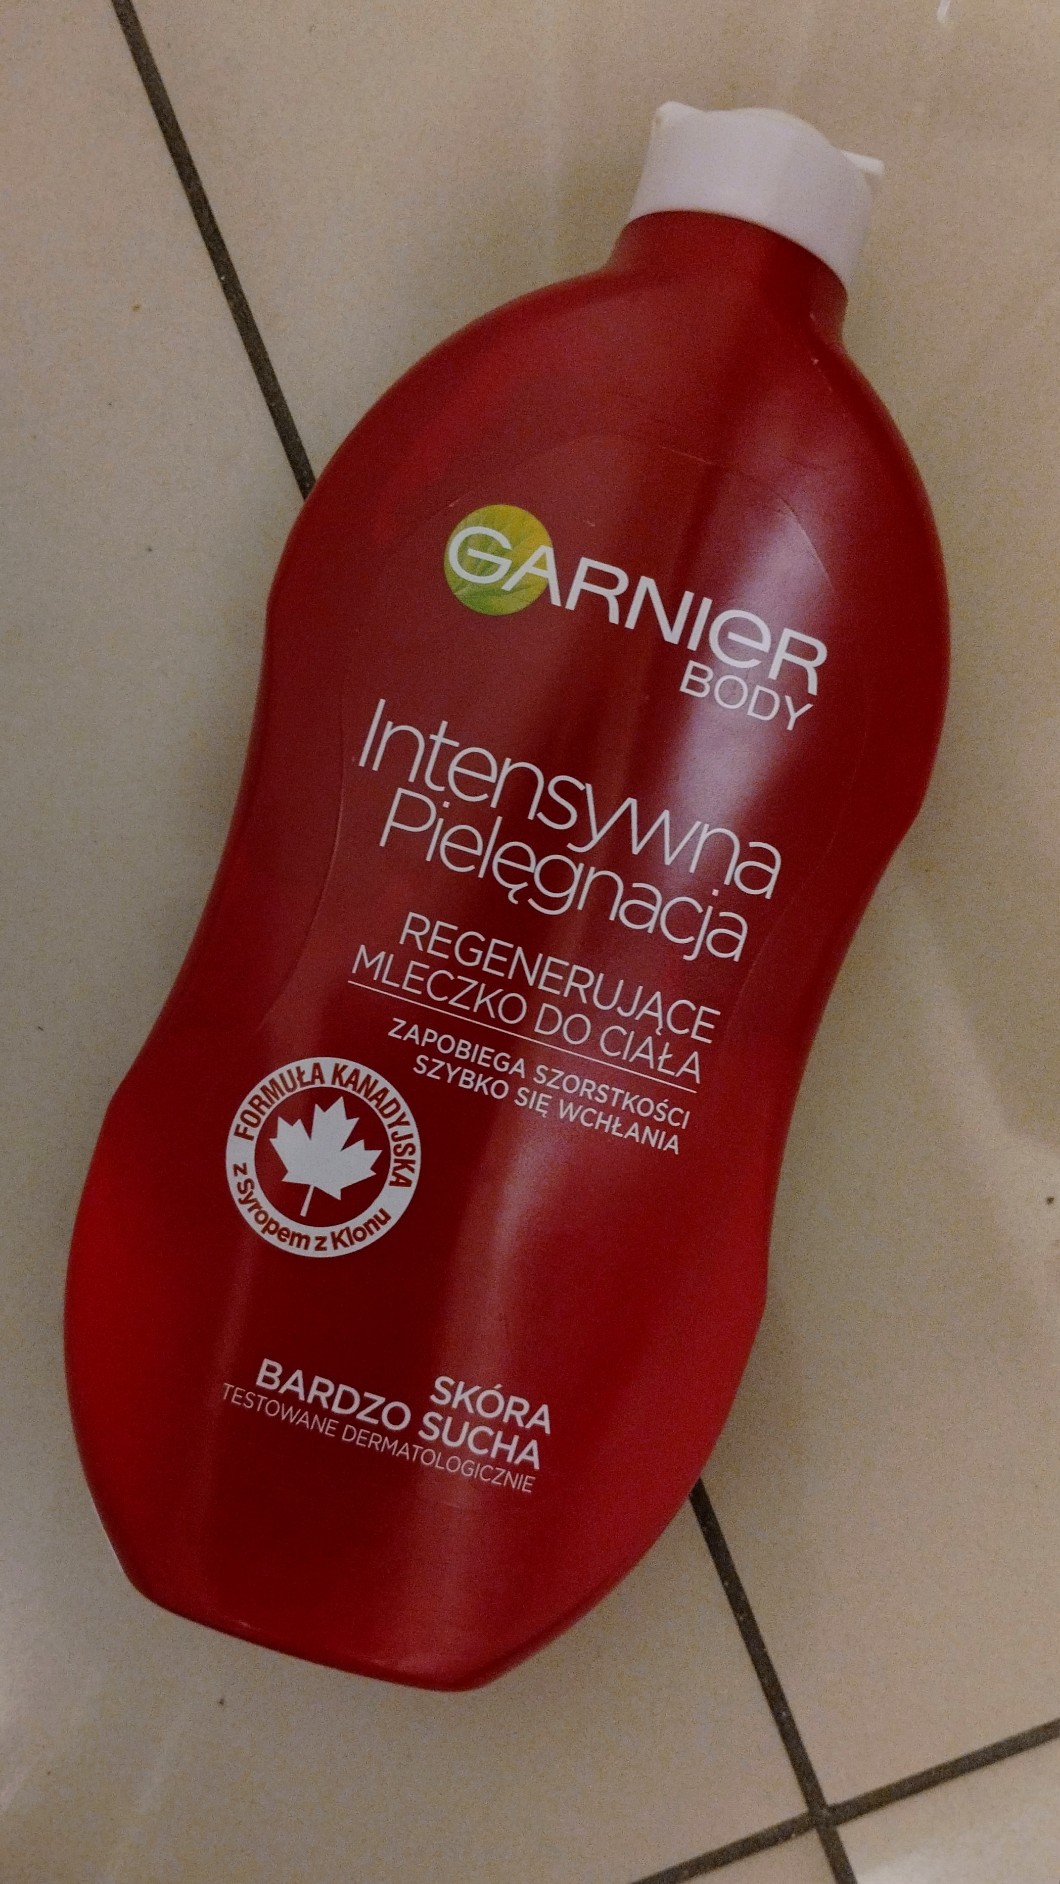 GARNIER
BODY
Intensywna
Pielęgnacja
REGENERUJĄCE
MLECZKO DO CIAŁA
ZAPOBIEGA SZORSTKOŚCI
SZYBKO SIĘ WCHŁANIA
FORMUŁA KANADYJSKA
z Syropem z Klonu
SKÓRA
BARDZO SUCHA
TESTOWANE DERMATOLOGICZNIE